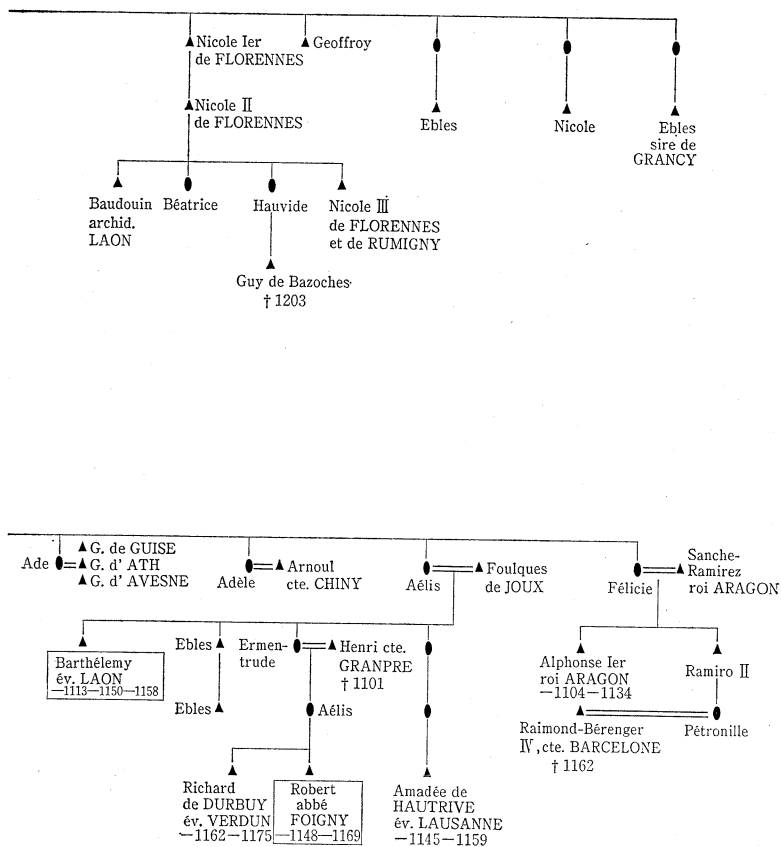 Nicole Ier
de FLORENNES
Geoffroy
Nicole II
de FLORENNES
Ebles
Nicole
Ebles
sire de
GRANCY
Baudouin
archid.
LAON
Béatrice
Hauvide
Nicole III
de FLORENNES
et de RUMIGNY
Guy de Bazoches
† 1203
Ade
G. de GUISE
G. d' ATH
G. d' AVESNE
Adèle
Arnoul
cte. CHINY
Aélis
Foulques
de JOUX
Félicie
Sanche-
Ramirez
roi ARAGON
Barthélemy
év. LAON
—1113—1150—1158
Ebles
Ermen-
trude
Henri cte.
GRANPRE
† 1101
Alphonse Ier
roi ARAGON
—1104—1134
Ramiro II
Ebles
Aélis
Raimond-Bérenger
IV, cte. BARCELONE
† 1162
Pétronille
Richard
de DURBUY
év. VERDUN
—1162—1175
Robert
abbé
FOIGNY
—1148—1169
Amadée de
HAUTRIVE
év. LAUSANNE
—1145—1159